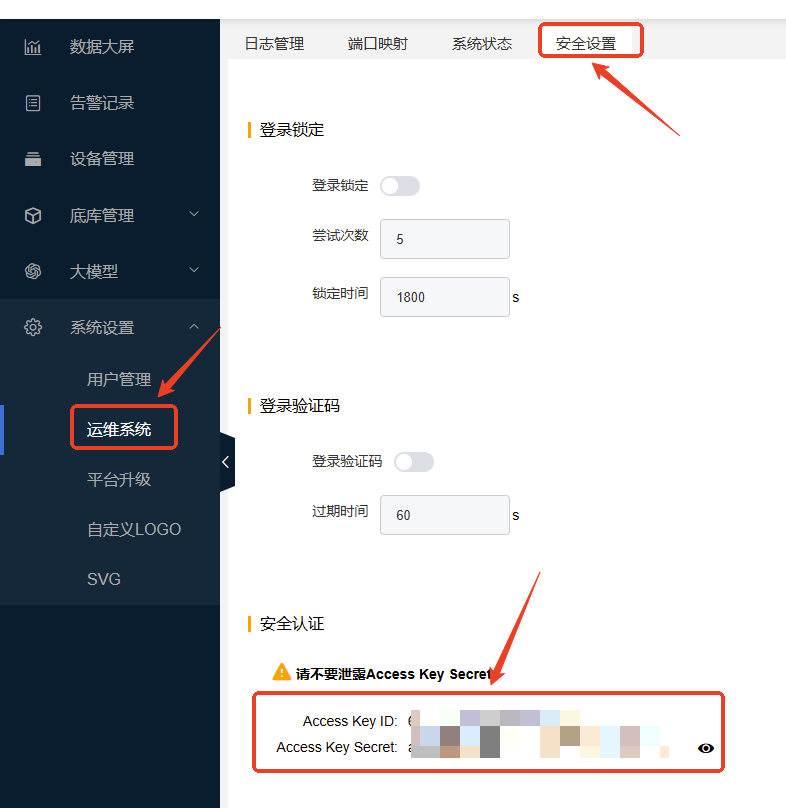 数据大屏
告警记录
设备管理
底库管理
大模型
系统设置
用户管理
运维系统
平台升级
自定义LOGO
SVG
日志管理 端口映射 系统状态 安全设置
登录锁定
登录锁定
尝试次数 5
锁定时间 1800 s
登录验证码
登录验证码
过期时间 60 s
安全认证
请不要泄露Access Key Secret
Access Key ID:
Access Key Secret: